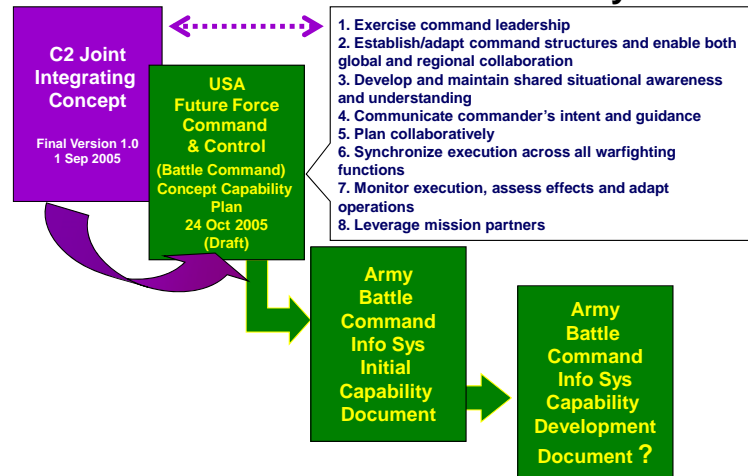 C2 Joint
Integrating
Concept
Final Version 1.0
1 Sep 2005
USA
Future Force
Command
& Control
(Battle Command)
Concept Capability
Plan
24 Oct 2005
(Draft)
1. Exercise command leadership
2. Establish/adapt command structures and enable both
global and regional collaboration
3. Develop and maintain shared situational awareness
and understanding
4. Communicate commander's intent and guidance
5. Plan collaboratively
6. Synchronize execution across all warfighting
functions
7. Monitor execution, assess effects and adapt
operations
8. Leverage mission partners
Army
Battle
Command
Info Sys
Initial
Capability
Document
Army
Battle
Command
Info Sys
Capability
Development
Document ?